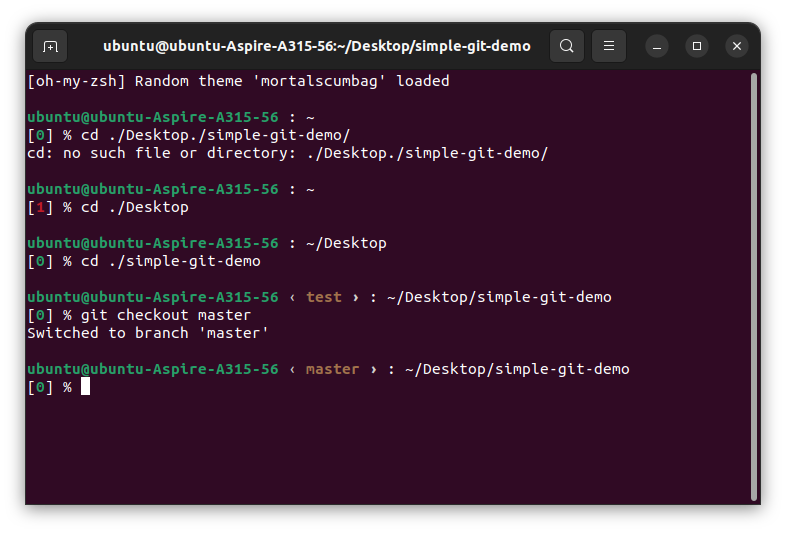 ubuntu@ubuntu-Aspire-A315-56:~/Desktop/simple-git-demo
[oh-my-zsh] Random theme 'mortalscumbag' loaded
ubuntu@ubuntu-Aspire-A315-56 : ~
[0] % cd ./Desktop./simple-git-demo/
cd: no such file or directory: ./Desktop./simple-git-demo/
ubuntu@ubuntu-Aspire-A315-56 : ~
[1] % cd ./Desktop
ubuntu@ubuntu-Aspire-A315-56 : ~/Desktop
[0] % cd ./simple-git-demo
ubuntu@ubuntu-Aspire-A315-56 ‹ test › : ~/Desktop/simple-git-demo
[0] % git checkout master
Switched to branch 'master'
ubuntu@ubuntu-Aspire-A315-56 ‹ master › : ~/Desktop/simple-git-demo
[0] %